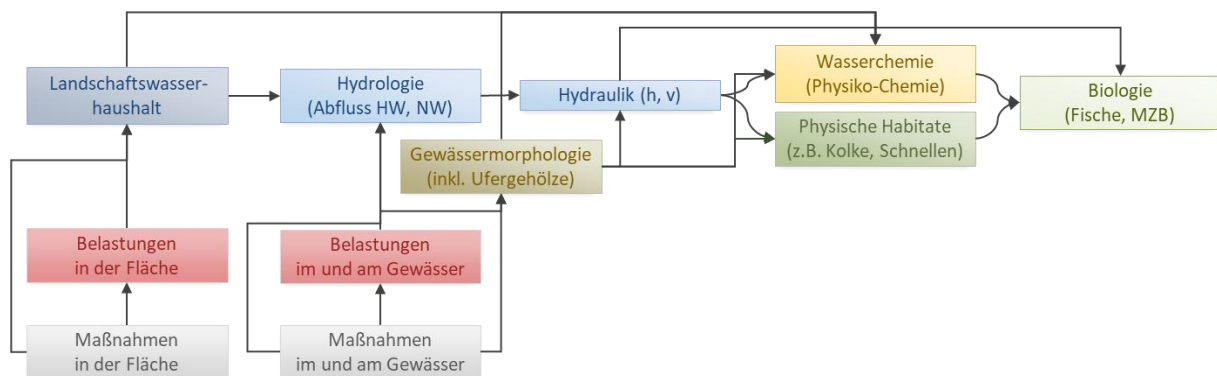 Landschaftswasser-
haushalt
Hydrologie
(Abfluss HW, NW)
Hydraulik (h, v)
Wasserchemie
(Physiko-Chemie)
Physische Habitate
(z.B. Kolke, Schnellen)
Biologie
(Fische, MZB)
Gewässermorphologie
(inkl. Ufergehölze)
Belastungen
in der Fläche
Belastungen
im und am Gewässer
Maßnahmen
in der Fläche
Maßnahmen
im und am Gewässer